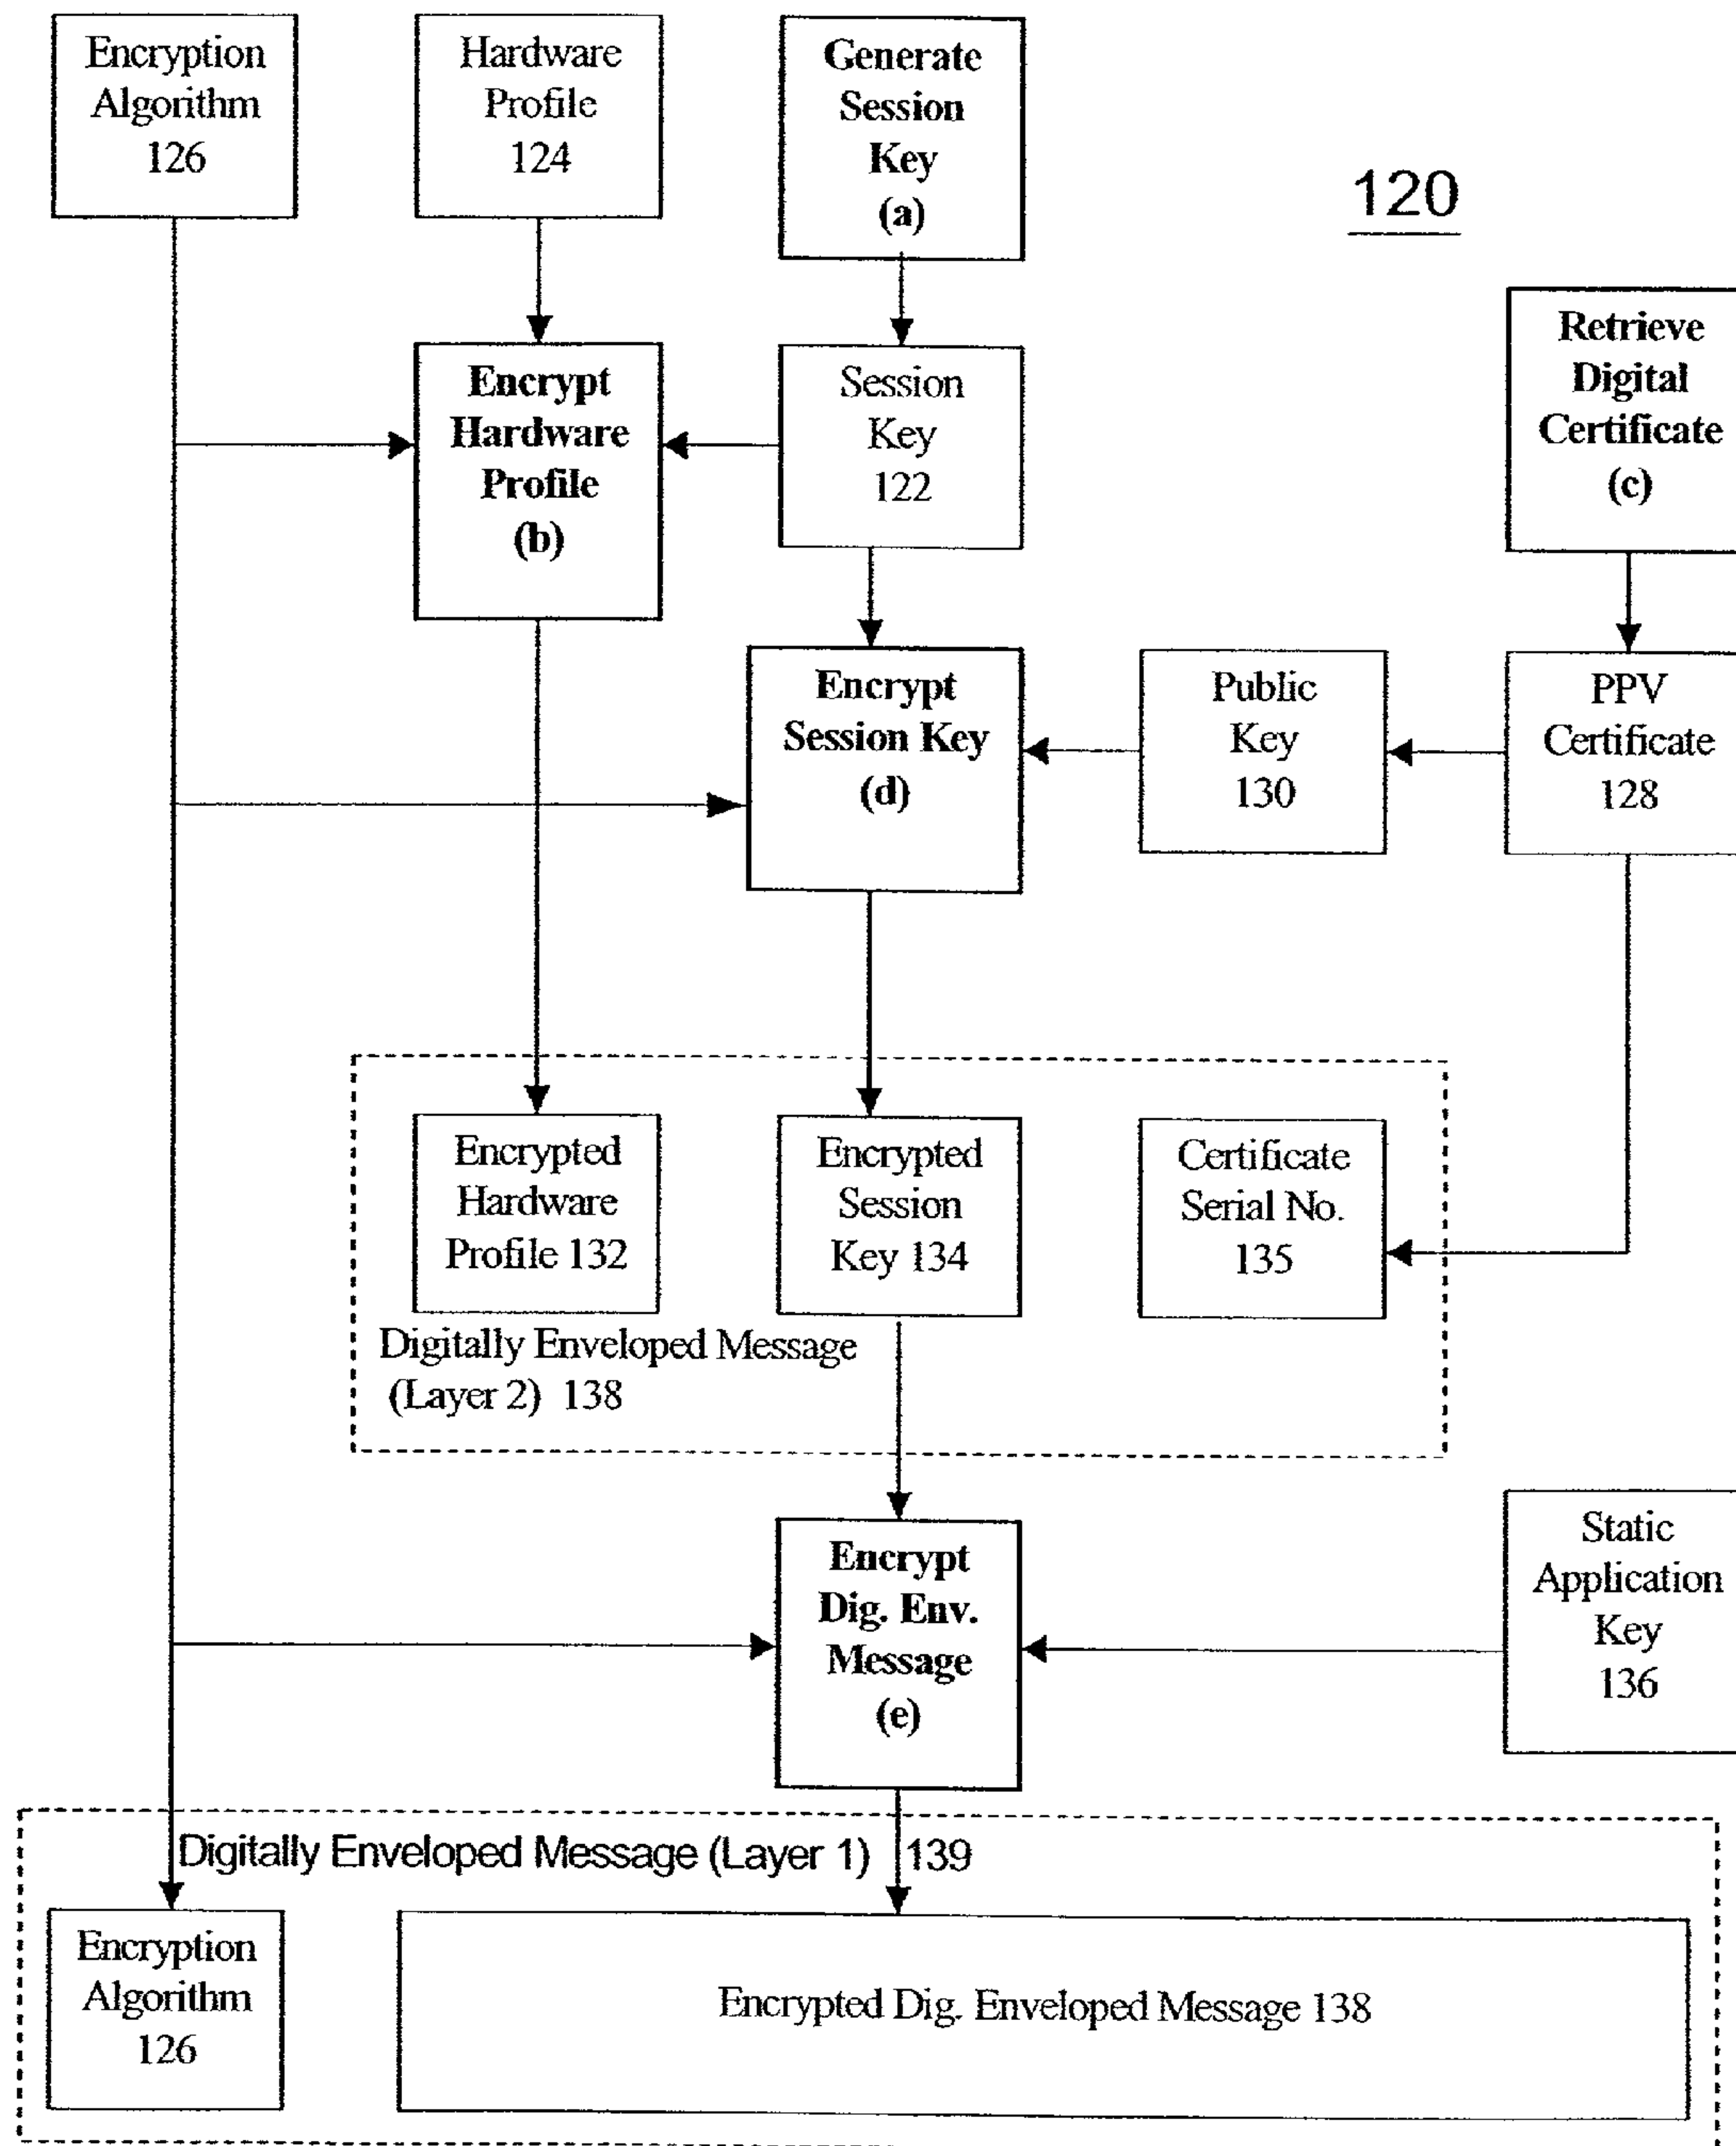 Encryption
Algorithm
126
Hardware
Profile
124
Generate
Session
Key
(a)
120
Retrieve
Digital
Certificate
(c)
Encrypt
Hardware
Profile
(b)
Session
Key
122
Encrypt
Session Key
(d)
Public
Key
130
PPV
Certificate
128
Encrypted
Hardware
Profile 132
Encrypted
Session
Key 134
Certificate
Serial No.
135
Digitally Enveloped Message
(Layer 2) 138
Encrypt
Dig. Env.
Message
(e)
Static
Application
Key
136
Digitally Enveloped Message (Layer 1) 139
Encryption
Algorithm
126
Encrypted Dig. Enveloped Message 138